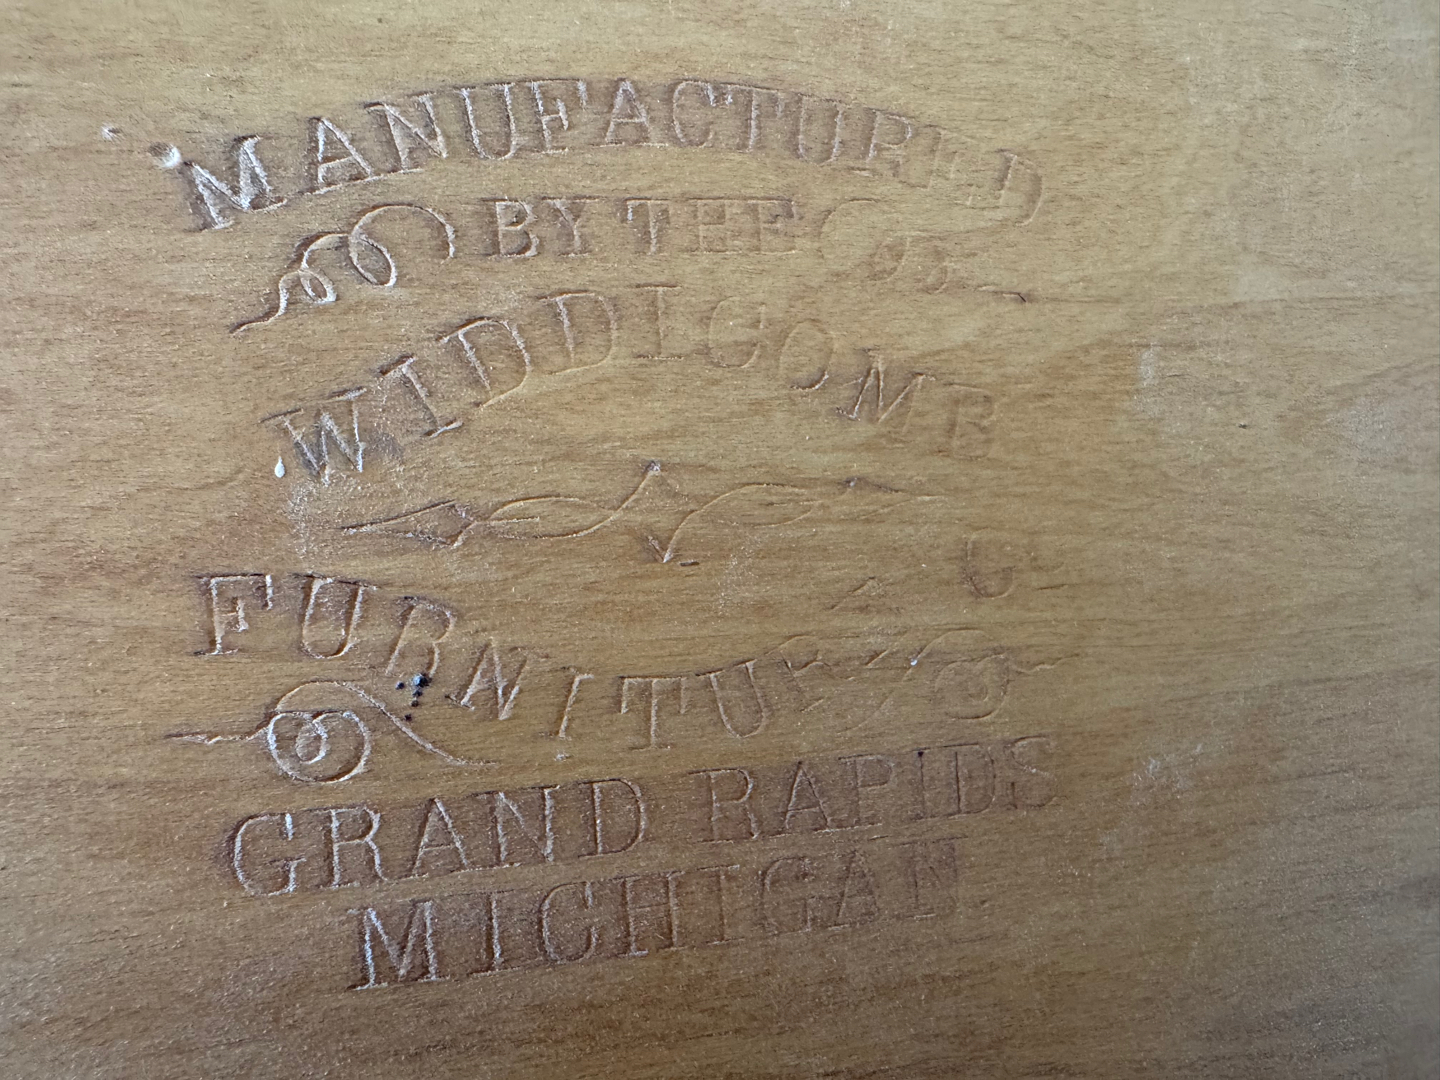 MANUFACTURED
BY THE
WIDDICOMB
FURNITURE Co
GRAND RAPIDS
MICHIGAN